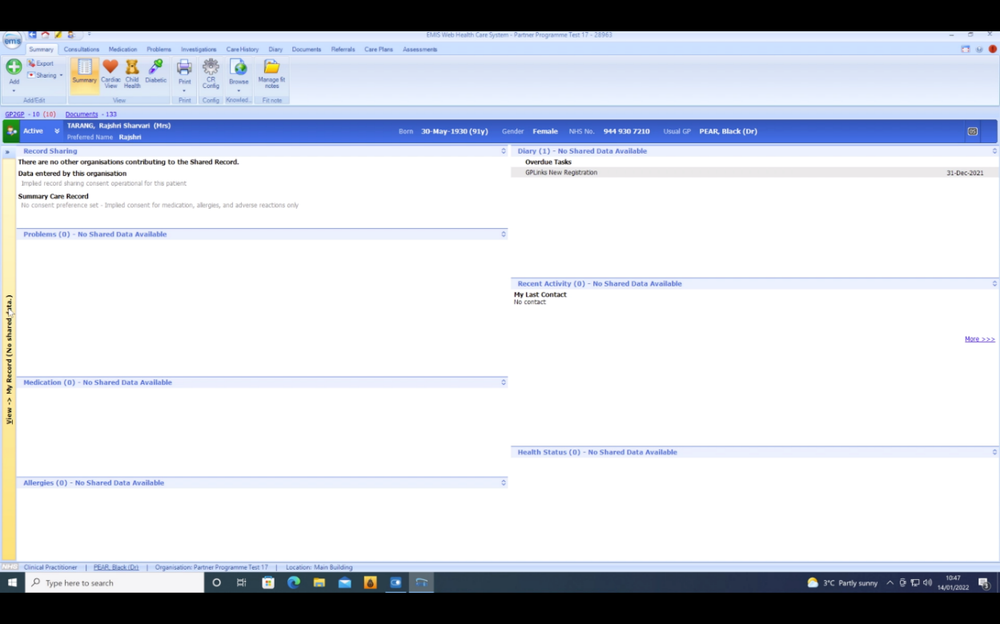 EMIS Web Health Care System - Partner Programme Test 17 - 28963
emis
Summary Consultations Medication Problems Investigations Care History Diary Documents Referrals Care Plans Assessments
Add
Export
Sharing
Summary
Cardiac View
Child Health
Diabetic
Print
CR Config
Browse
Manage fit notes
Add/Edit View Print Config Knowled... Fit note
GP2GP - 10 (10) Documents - 133
Active TARANG, Rajshri Sharvari (Mrs) Born 30-May-1930 (91y) Gender Female NHS No. 944 930 7210 Usual GP PEAR, Black (Dr)
Preferred Name Rajshri
Record Sharing
There are no other organisations contributing to the Shared Record.
Data entered by this organisation
Implied record sharing consent operational for this patient
Summary Care Record
No consent preference set - Implied consent for medication, allergies, and adverse reactions only
Problems (0) - No Shared Data Available
Medication (0) - No Shared Data Available
Allergies (0) - No Shared Data Available
Diary (1) - No Shared Data Available
Overdue Tasks
GPLinks New Registration 31-Dec-2021
Recent Activity (0) - No Shared Data Available
My Last Contact
No contact
More >>>
Health Status (0) - No Shared Data Available
View -> My Record (No shared data.)
NHS Clinical Practitioner | PEAR, Black (Dr) | Organisation: Partner Programme Test 17 | Location: Main Building
Type here to search
3°C Partly sunny
10:47
14/01/2022